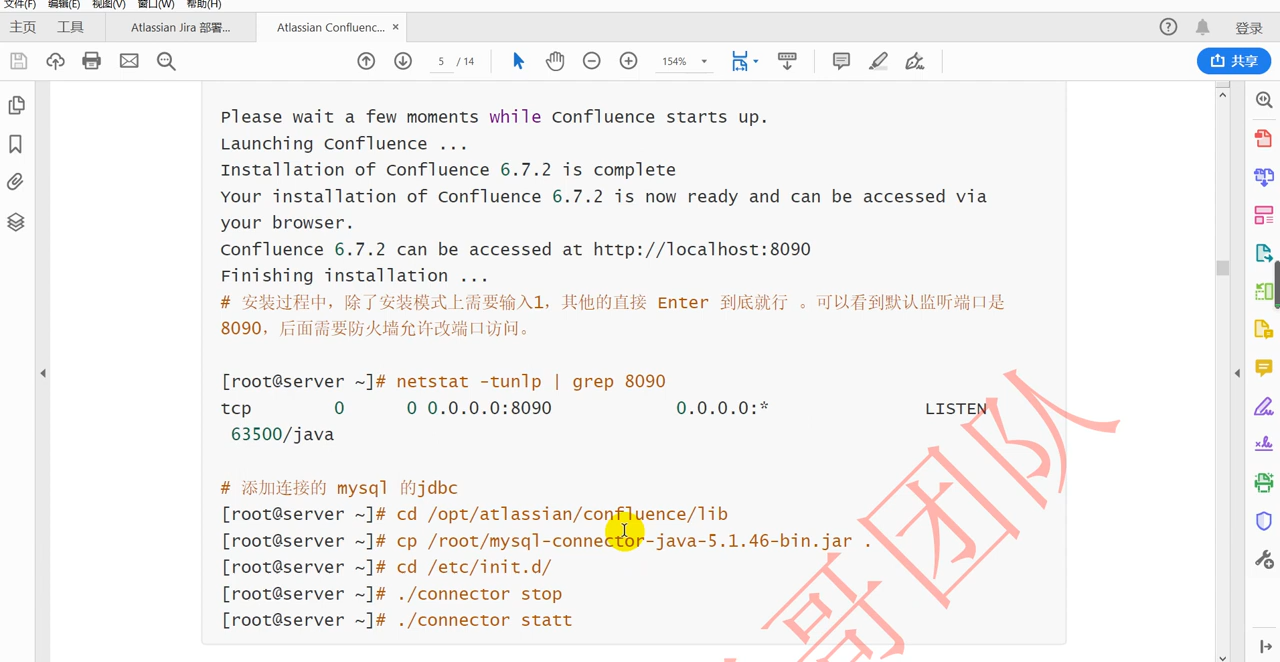 文件(F) 编辑(E) 视图(V) 窗口(W) 帮助(H)
主页 工具 Atlassian Jira 部署... Atlassian Confluenc... × 登录
5 / 14 154% 共享
Please wait a few moments while Confluence starts up.
Launching Confluence ...
Installation of Confluence 6.7.2 is complete
Your installation of Confluence 6.7.2 is now ready and can be accessed via
your browser.
Confluence 6.7.2 can be accessed at http://localhost:8090
Finishing installation ...
# 安装过程中，除了安装模式上需要输入1，其他的直接 Enter 到底就行 。可以看到默认监听端口是
8090，后面需要防火墙允许改端口访问。
[root@server ~]# netstat -tunlp | grep 8090
tcp 0 0 0.0.0.0:8090 0.0.0.0:* LISTEN
63500/java
# 添加连接的 mysql 的jdbc
[root@server ~]# cd /opt/atlassian/confluence/lib
[root@server ~]# cp /root/mysql-connector-java-5.1.46-bin.jar .
[root@server ~]# cd /etc/init.d/
[root@server ~]# ./connector stop
[root@server ~]# ./connector statt
哥团队